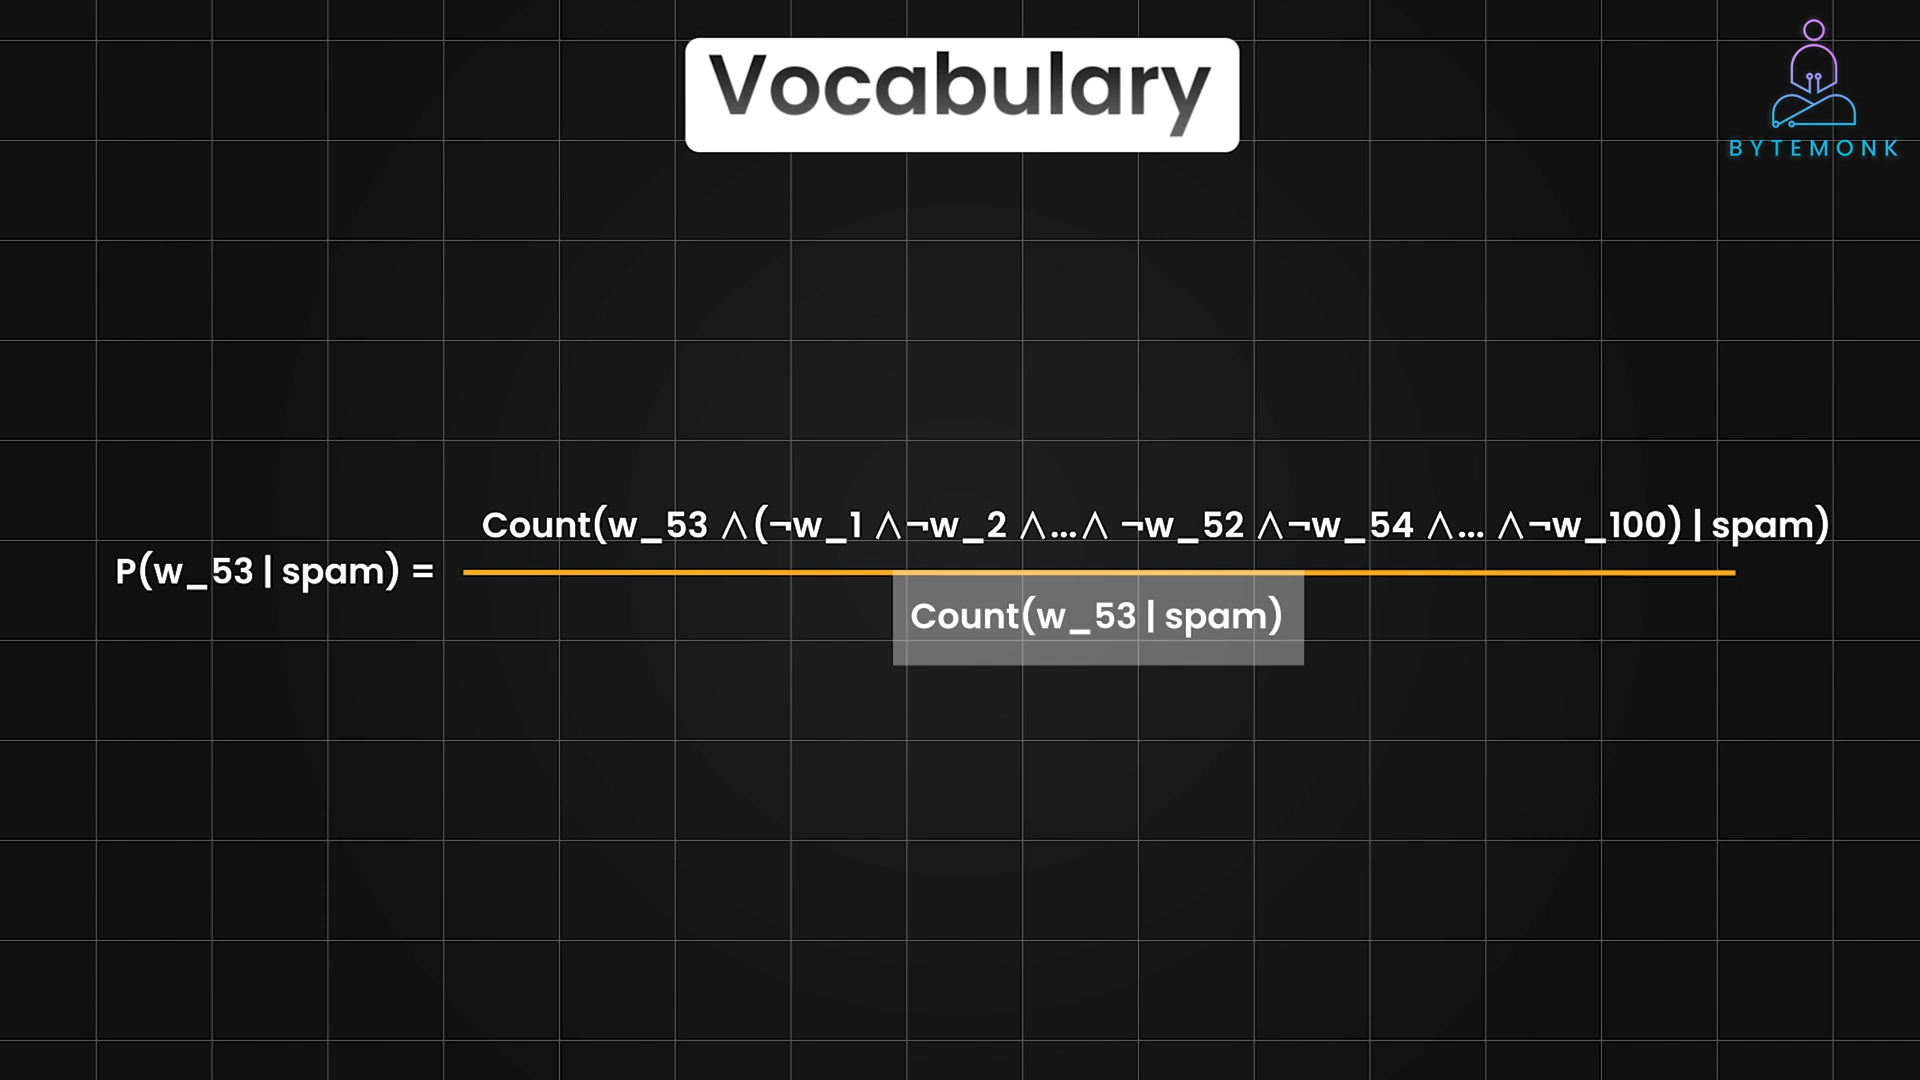 Vocabulary
BYTEMONK
P(w_53 | spam) =
Count(w_53 ∧(¬w_1 ∧¬w_2 ∧...∧ ¬w_52 ∧¬w_54 ∧... ∧¬w_100) | spam)
Count(w_53 | spam)